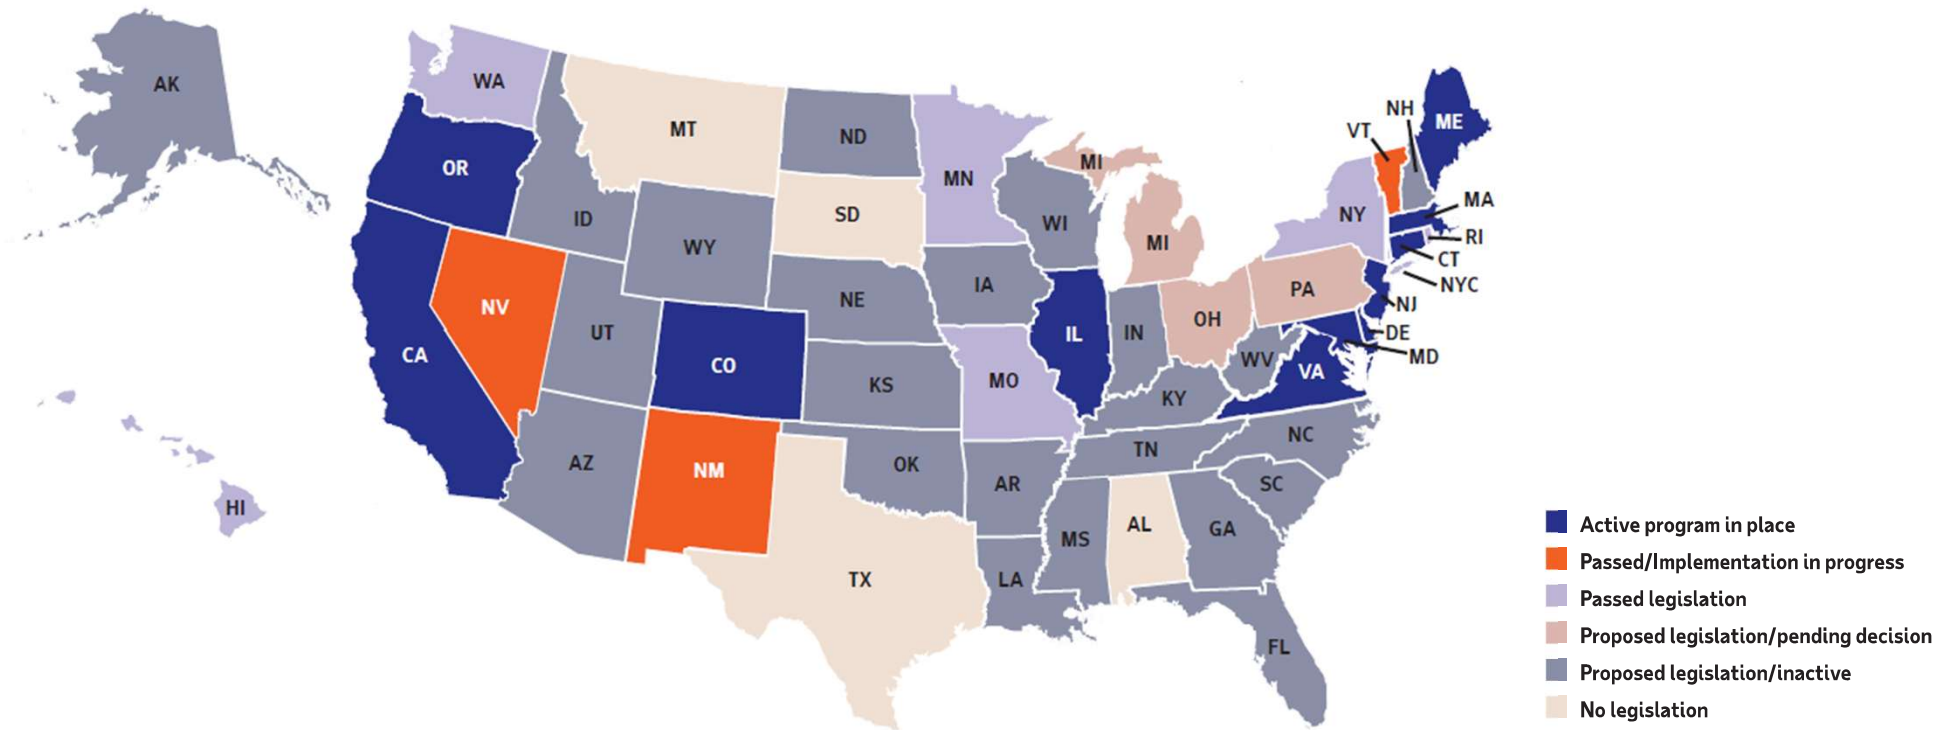 AK
WA
MT
ND
MN
MI
VT
NH
ME
OR
ID
WY
SD
WI
MI
NY
MA
RI
CT
NYC
NV
UT
NE
IA
IL
IN
OH
PA
NJ
DE
MD
CA
CO
KS
MO
KY
WV
VA
HI
AZ
NM
OK
AR
TN
NC
SC
TX
LA
MS
AL
GA
FL
Active program in place
Passed/Implementation in progress
Passed legislation
Proposed legislation/pending decision
Proposed legislation/inactive
No legislation